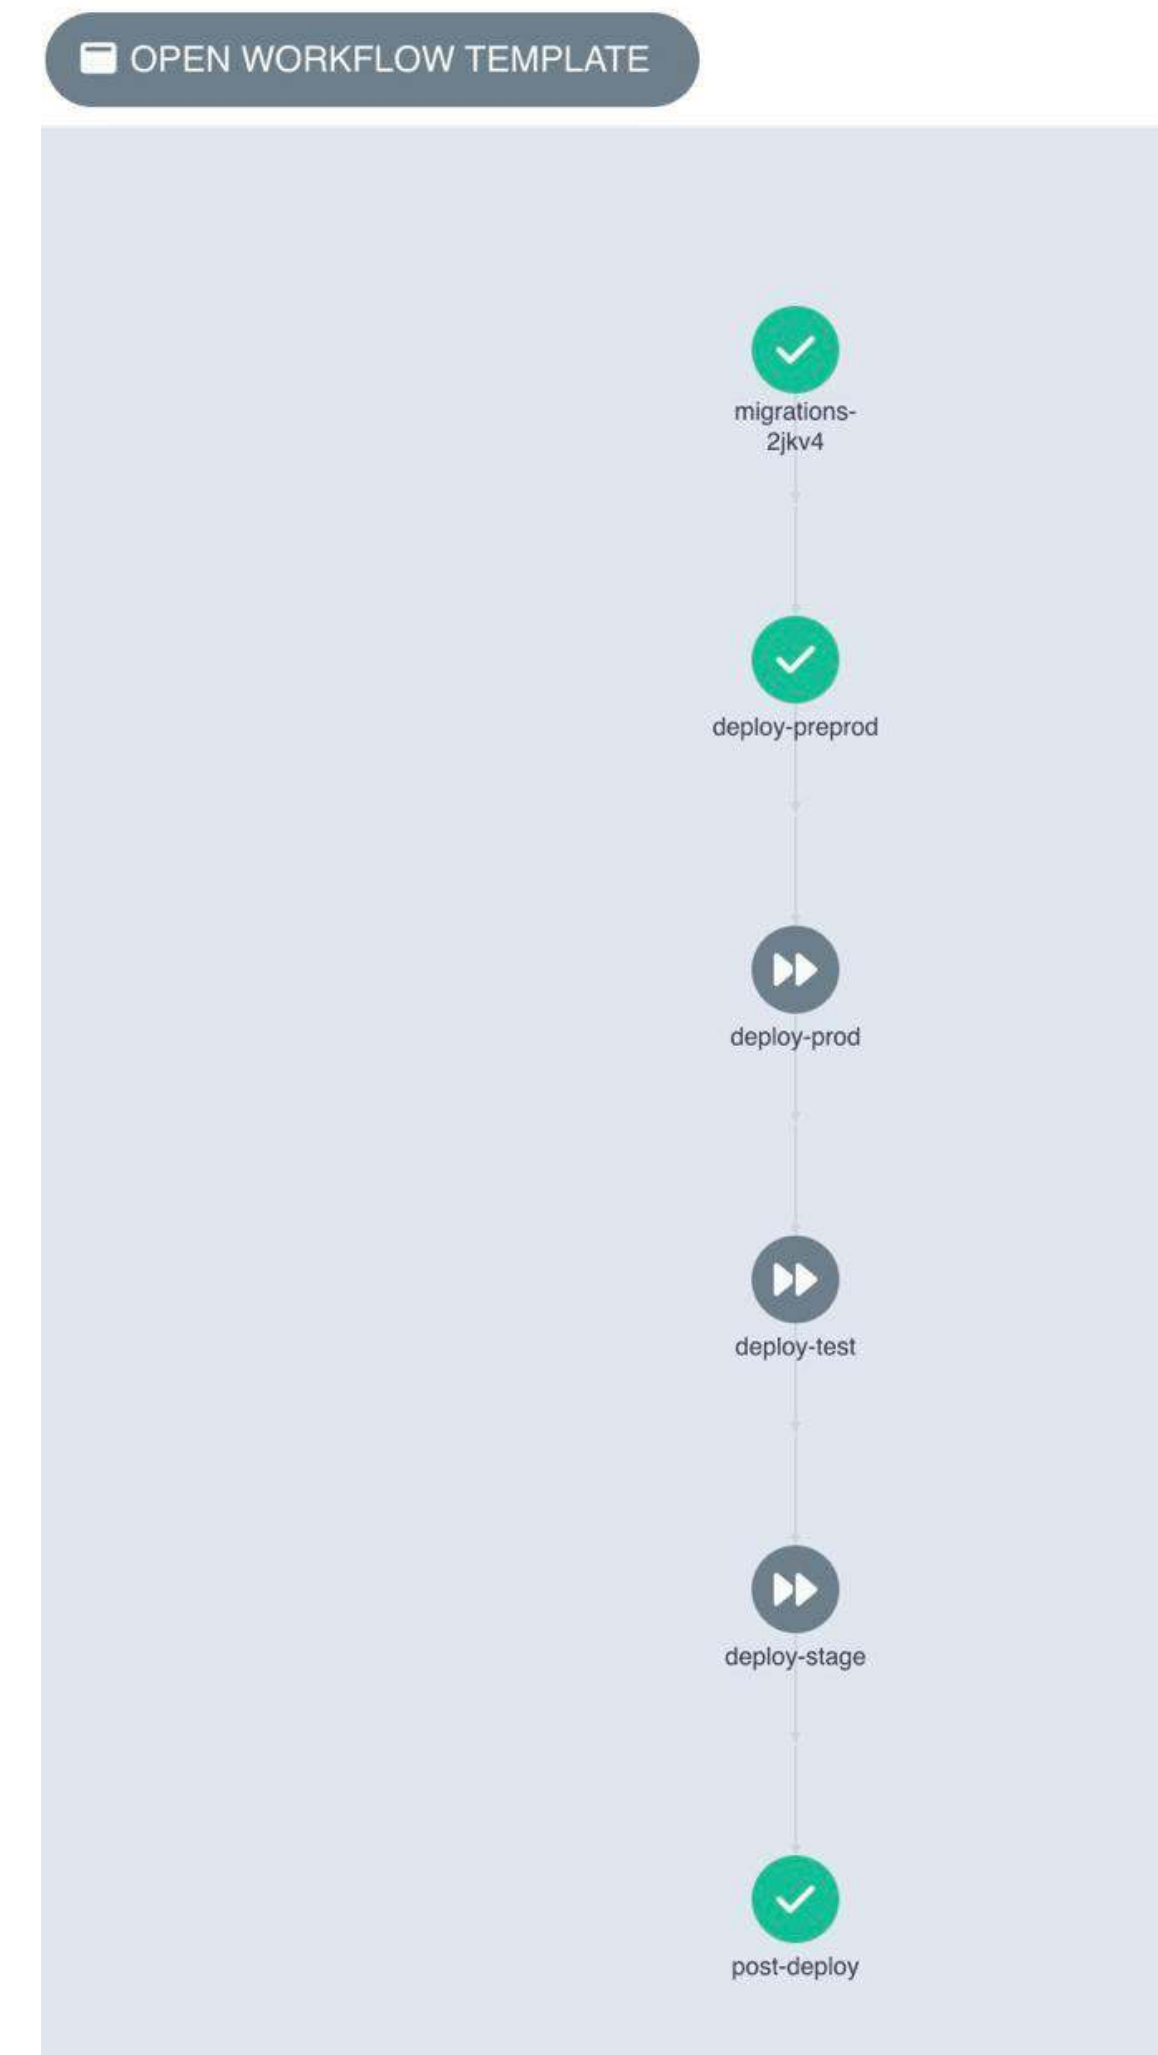 OPEN WORKFLOW TEMPLATE
migrations-
2jkv4
deploy-preprod
deploy-prod
deploy-test
deploy-stage
post-deploy